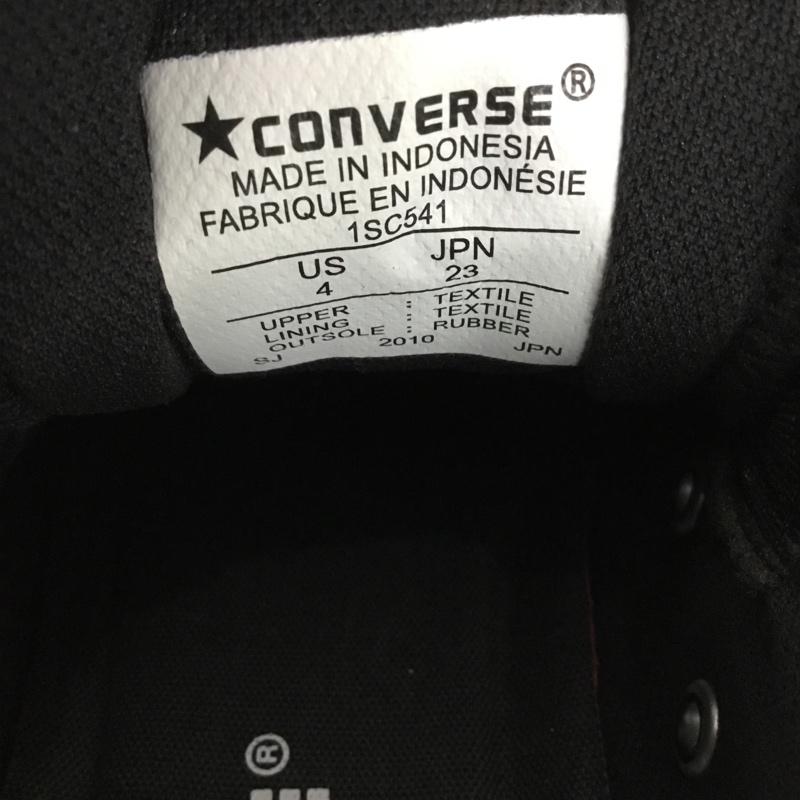 ★CONVERSE®
MADE IN INDONESIA
FABRIQUE EN INDONÉSIE
1SC541
US JPN
4 23
UPPER : TEXTILE
LINING : TEXTILE
OUTSOLE : RUBBER
SJ 2010 JPN
®